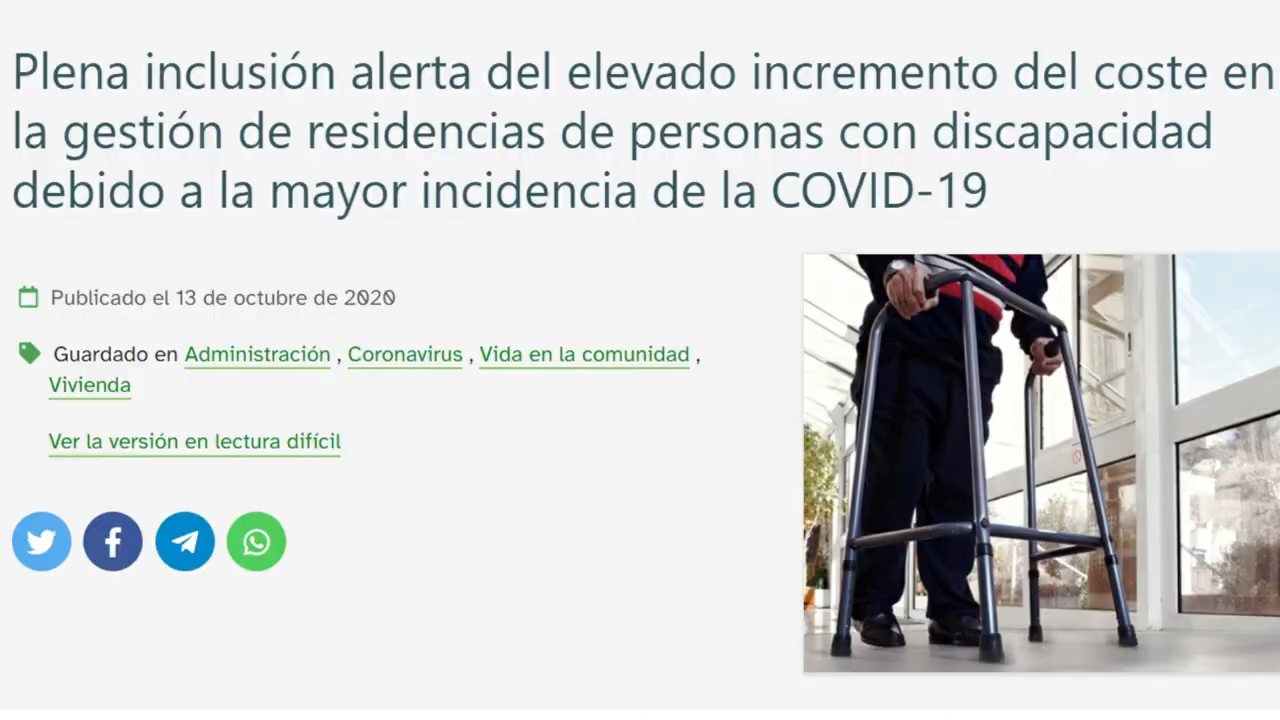 Plena inclusión alerta del elevado incremento del coste en
la gestión de residencias de personas con discapacidad
debido a la mayor incidencia de la COVID-19
Publicado el 13 de octubre de 2020
Guardado en Administración , Coronavirus , Vida en la comunidad ,
Vivienda
Ver la versión en lectura difícil